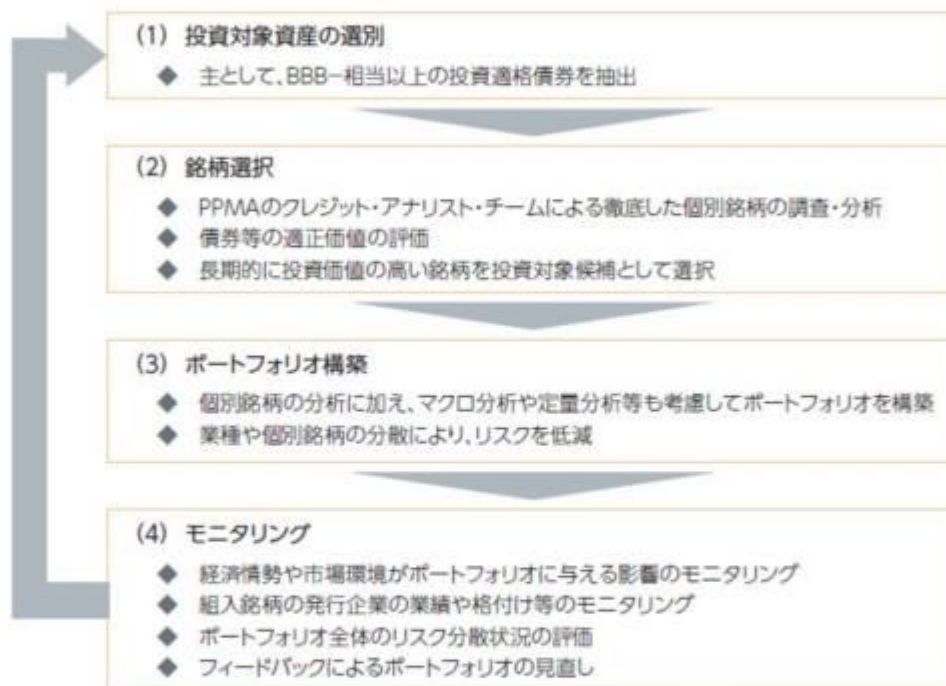 (1) 投資対象資産の選別
◆ 主として、BBB−相当以上の投資適格債券を抽出
(2) 銘柄選択
◆ PPMAのクレジット・アナリスト・チームによる徹底した個別銘柄の調査・分析
◆ 債券等の適正価値の評価
◆ 長期的に投資価値の高い銘柄を投資対象候補として選択
(3) ポートフォリオ構築
◆ 個別銘柄の分析に加え、マクロ分析や定量分析等も考慮してポートフォリオを構築
◆ 業種や個別銘柄の分散により、リスクを低減
(4) モニタリング
◆ 経済情勢や市場環境がポートフォリオに与える影響のモニタリング
◆ 組入銘柄の発行企業の業績や格付け等のモニタリング
◆ ポートフォリオ全体のリスク分散状況の評価
◆ フィードバックによるポートフォリオの見直し